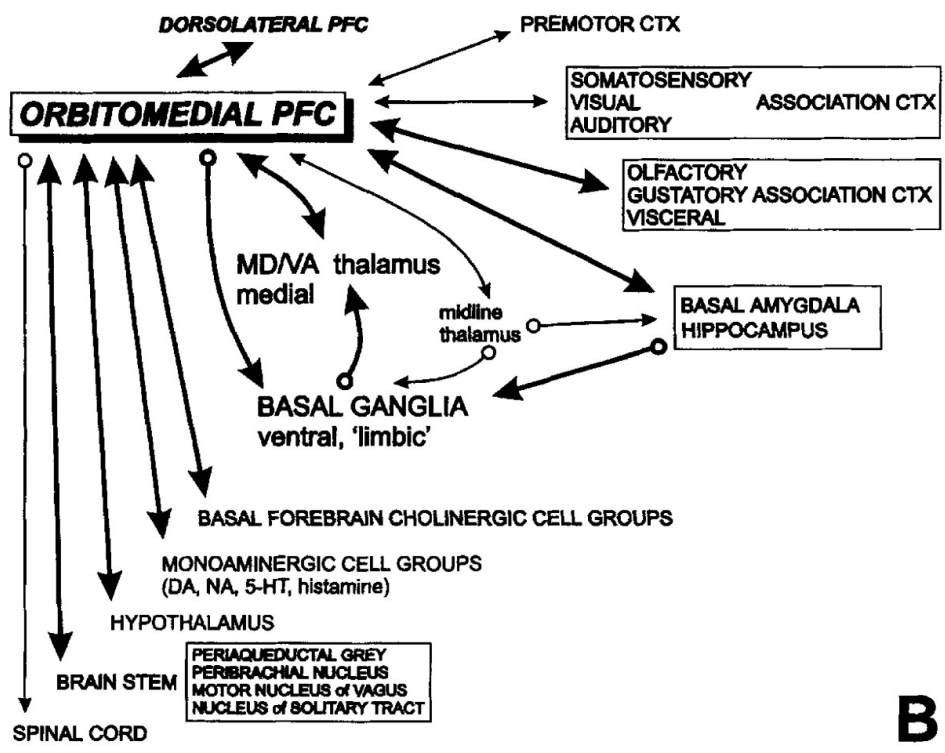 DORSOLATERAL PFC
PREMOTOR CTX
ORBITOMEDIAL PFC
SOMATOSENSORY
VISUAL ASSOCIATION CTX
AUDITORY
OLFACTORY
GUSTATORY ASSOCIATION CTX
VISCERAL
MD/VA thalamus
medial
midline
thalamus
BASAL AMYGDALA
HIPPOCAMPUS
BASAL GANGLIA
ventral, 'limbic'
BASAL FOREBRAIN CHOLINERGIC CELL GROUPS
MONOAMINERGIC CELL GROUPS
(DA, NA, 5-HT, histamine)
HYPOTHALAMUS
BRAIN STEM
PERIAQUEDUCTAL GREY
PERIBRACHIAL NUCLEUS
MOTOR NUCLEUS of VAGUS
NUCLEUS of SOLITARY TRACT
SPINAL CORD
B